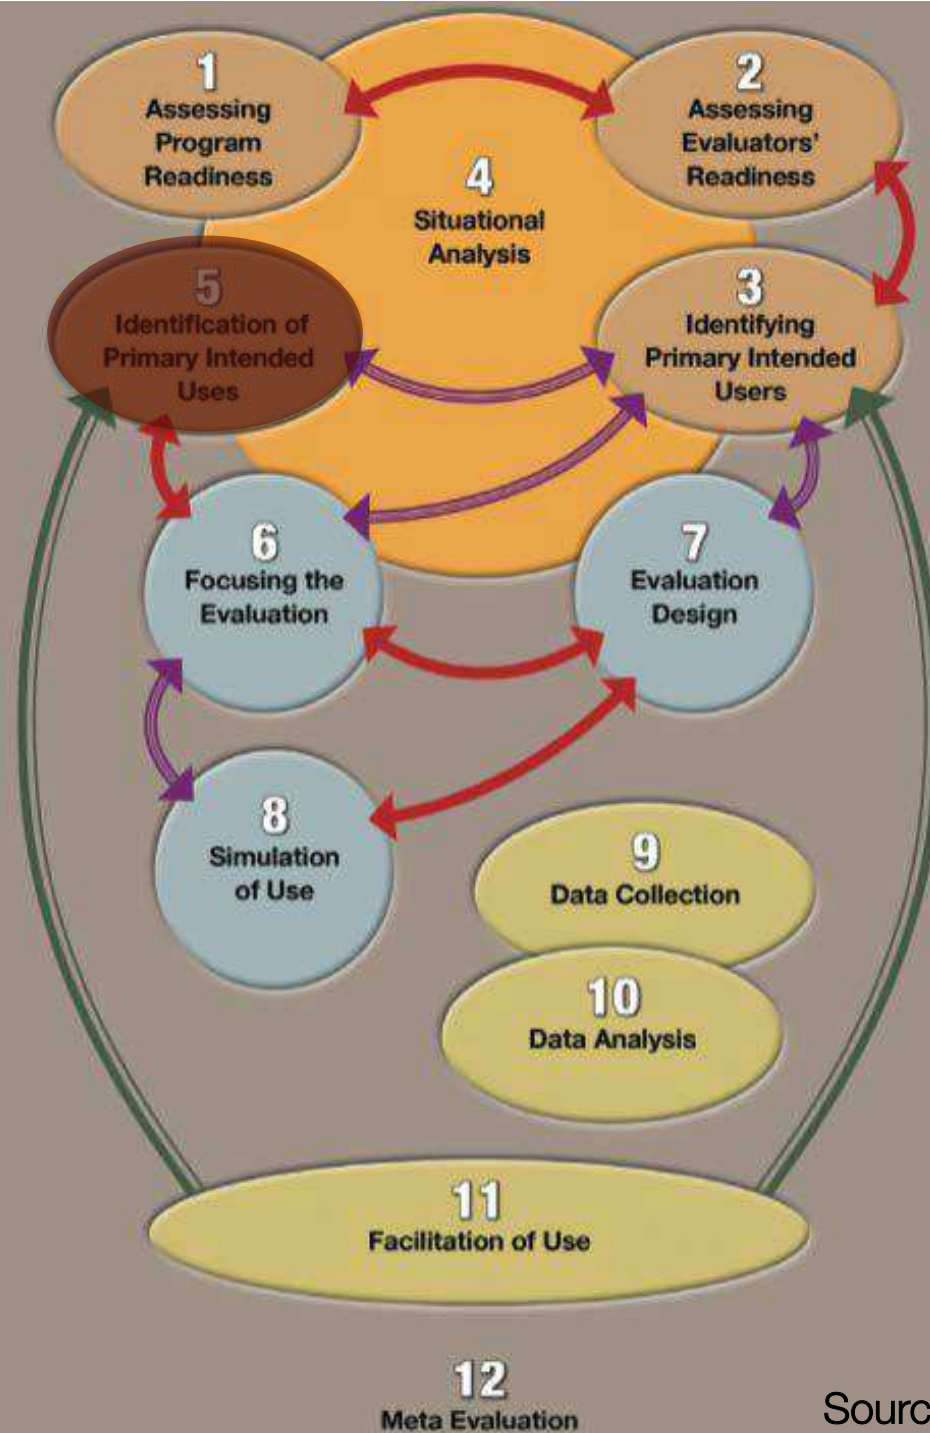 1
Assessing
Program
Readiness
2
Assessing
Evaluators'
Readiness
4
Situational
Analysis
5
Identification of
Primary Intended
Uses
3
Identifying
Primary Intended
Users
6
Focusing the
Evaluation
7
Evaluation
Design
8
Simulation
of Use
9
Data Collection
10
Data Analysis
11
Facilitation of Use
12
Meta Evaluation
Sourc